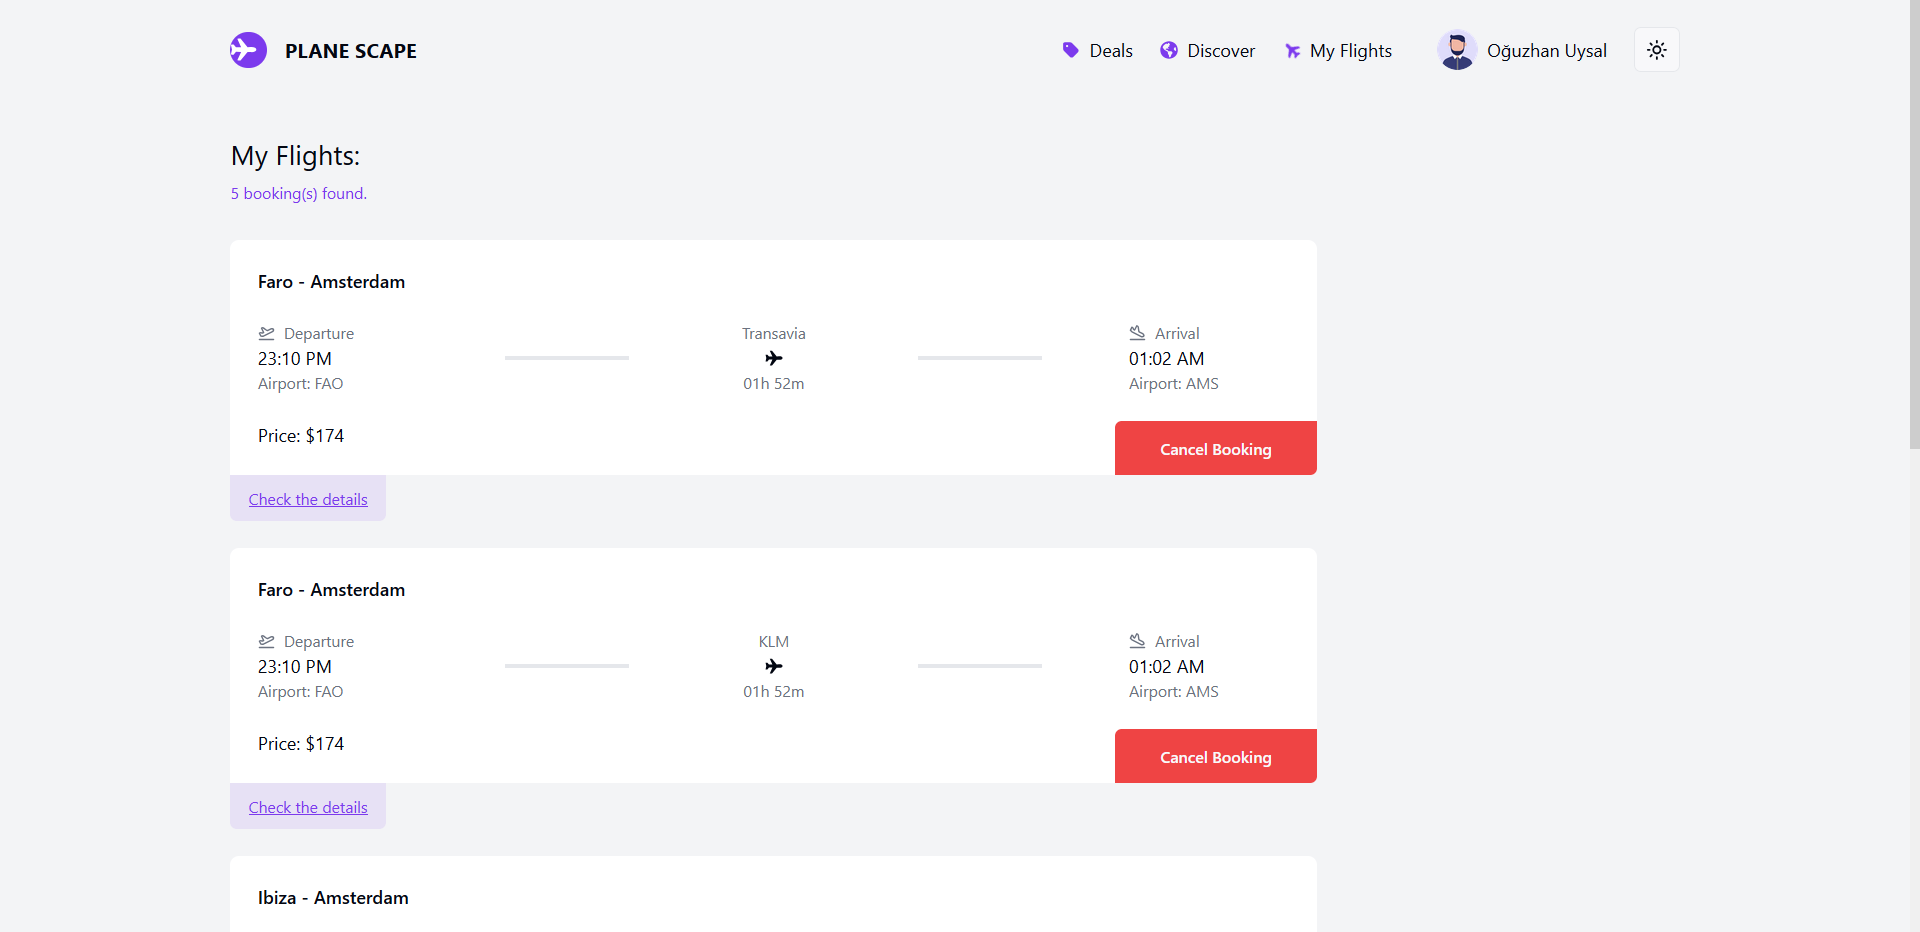 PLANE SCAPE
Deals
Discover
My Flights
Oğuzhan Uysal
My Flights:
5 booking(s) found.
Faro - Amsterdam
Departure
23:10 PM
Airport: FAO
Transavia
01h 52m
Arrival
01:02 AM
Airport: AMS
Price: $174
Cancel Booking
Check the details
Faro - Amsterdam
Departure
23:10 PM
Airport: FAO
KLM
01h 52m
Arrival
01:02 AM
Airport: AMS
Price: $174
Cancel Booking
Check the details
Ibiza - Amsterdam